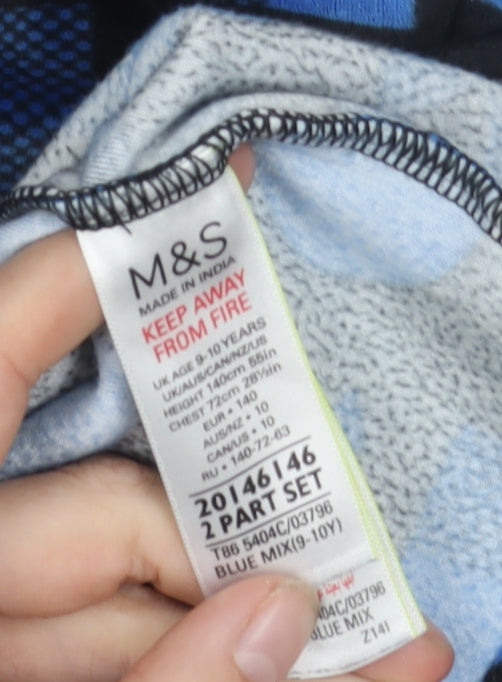 M&S
MADE IN INDIA
KEEP AWAY
FROM FIRE
UK AGE 9-10 YEARS
UK/AUS/CAN/NZ/US
HEIGHT 140cm 55in
CHEST 72cm 28½in
EUR • 140
AUS/NZ • 10
CAN/US • 10
RU • 140-72-63
20146146
2 PART SET
T86 5404C/03796
BLUE MIX(9-10Y)
04C/03796
BLUE MIX
Z14I